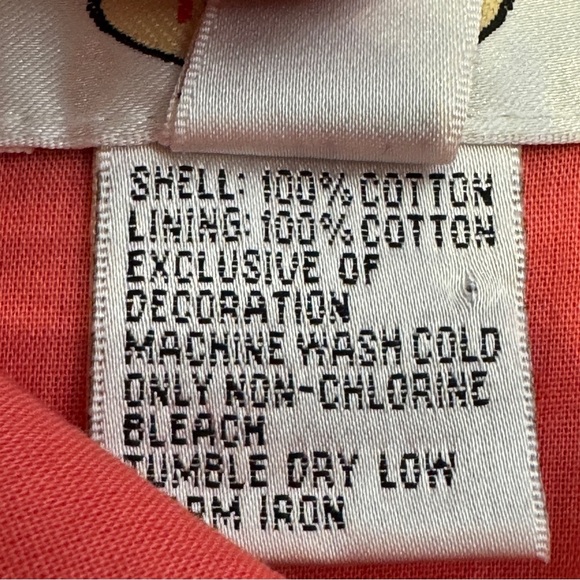 SHELL: 100% COTTON
LINING: 100% COTTON
EXCLUSIVE OF
DECORATION
MACHINE WASH COLD
ONLY NON-CHLORINE
BLEACH
TUMBLE DRY LOW
IRON